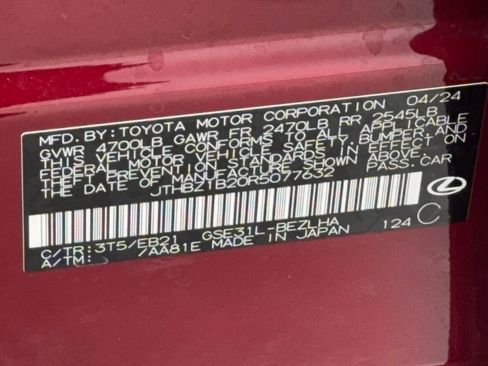 MFD.BY: TOYOTA MOTOR CORPORATION 04/24
GVWR 4700LB GAWR FR 2470LB RR 2545LB
THIS VEHICLE CONFORMS TO ALL APPLICABLE
FEDERAL MOTOR VEHICLE SAFETY, BUMPER, AND
THEFT PREVENTION STANDARDS IN EFFECT ON
THE DATE OF MANUFACTURE SHOWN ABOVE.
JTHBZ1B20R5077632 PASS.CAR
C/TR:3T5/EB21 GSE31L-BEZLHA
A/TM: 7AA81E MADE IN JAPAN 124 C